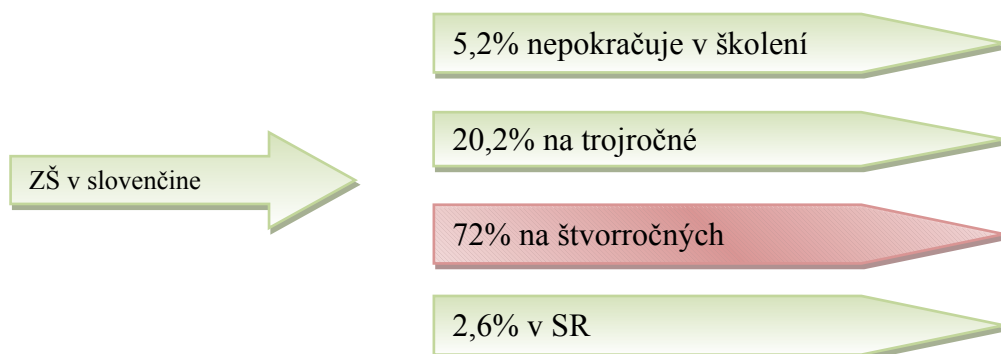 5,2% nepokračuje v školení
20,2% na trojročné
ZŠ v slovenčine
72% na štvorročných
2,6% v SR